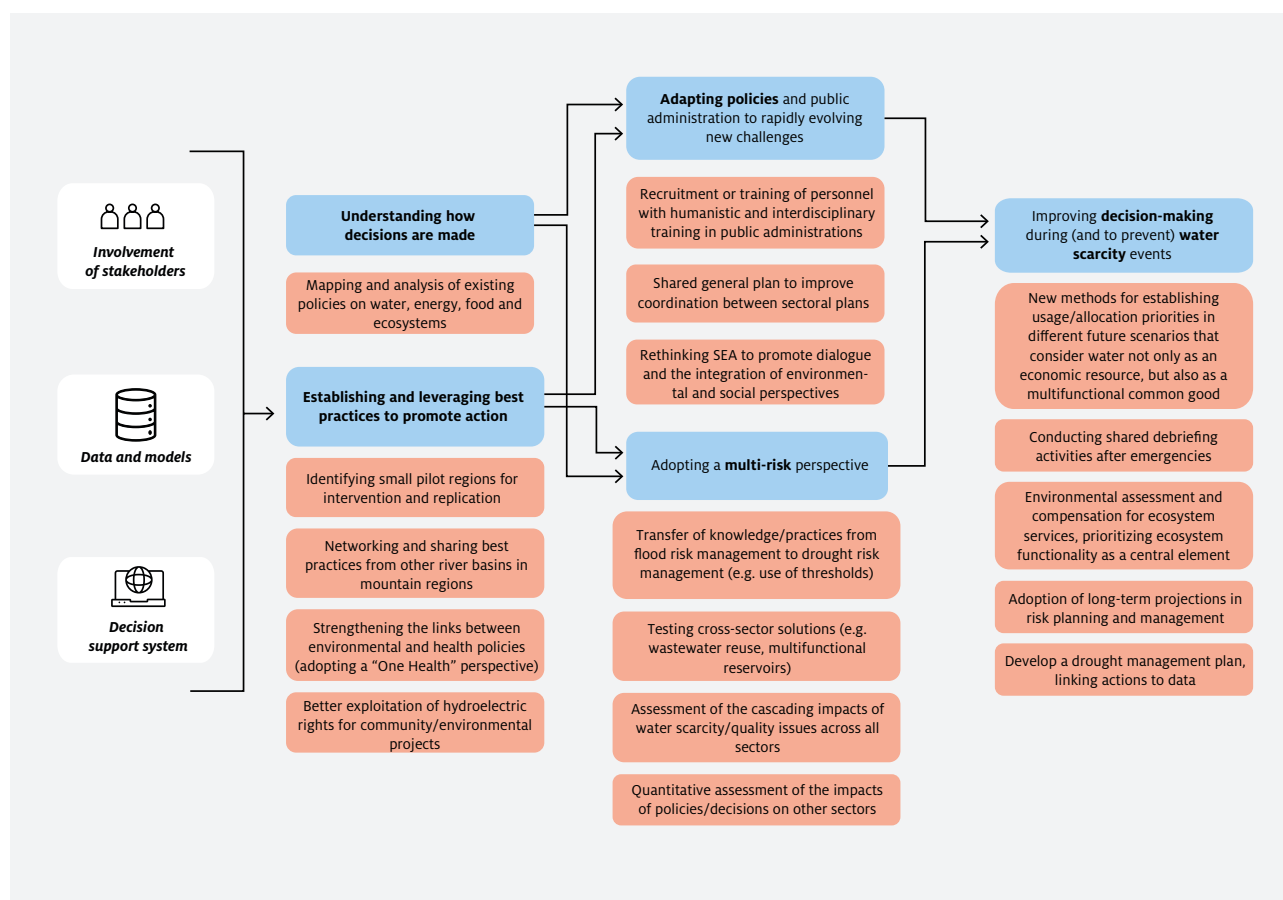 Involvement
of stakeholders
Data and models
Decision
support system
Understanding how
decisions are made
Mapping and analysis of existing
policies on water, energy, food and
ecosystems
Establishing and leveraging best
practices to promote action
Identifying small pilot regions for
intervention and replication
Networking and sharing best
practices from other river basins in
mountain regions
Strengthening the links between
environmental and health policies
(adopting a “One Health” perspective)
Better exploitation of hydroelectric
rights for community/environmental
projects
Adapting policies and public
administration to rapidly evolving
new challenges
Recruitment or training of personnel
with humanistic and interdisciplinary
training in public administrations
Shared general plan to improve
coordination between sectoral plans
Rethinking SEA to promote dialogue
and the integration of environmen-
tal and social perspectives
Adopting a multi-risk perspective
Transfer of knowledge/practices from
flood risk management to drought risk
management (e.g. use of thresholds)
Testing cross-sector solutions (e.g.
wastewater reuse, multifunctional
reservoirs)
Assessment of the cascading impacts of
water scarcity/quality issues across all
sectors
Quantitative assessment of the impacts
of policies/decisions on other sectors
Improving decision-making
during (and to prevent) water
scarcity events
New methods for establishing
usage/allocation priorities in
different future scenarios that
consider water not only as an
economic resource, but also as a
multifunctional common good
Conducting shared debriefing
activities after emergencies
Environmental assessment and
compensation for ecosystem
services, prioritizing ecosystem
functionality as a central element
Adoption of long-term projections in
risk planning and management
Develop a drought management plan,
linking actions to data